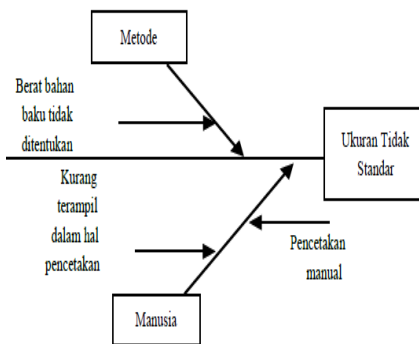 Metode
Berat bahan
baku tidak
ditentukan
Ukuran Tidak
Standar
Kurang
terampil
dalam hal
pencetakan
Pencetakan
manual
Manusia